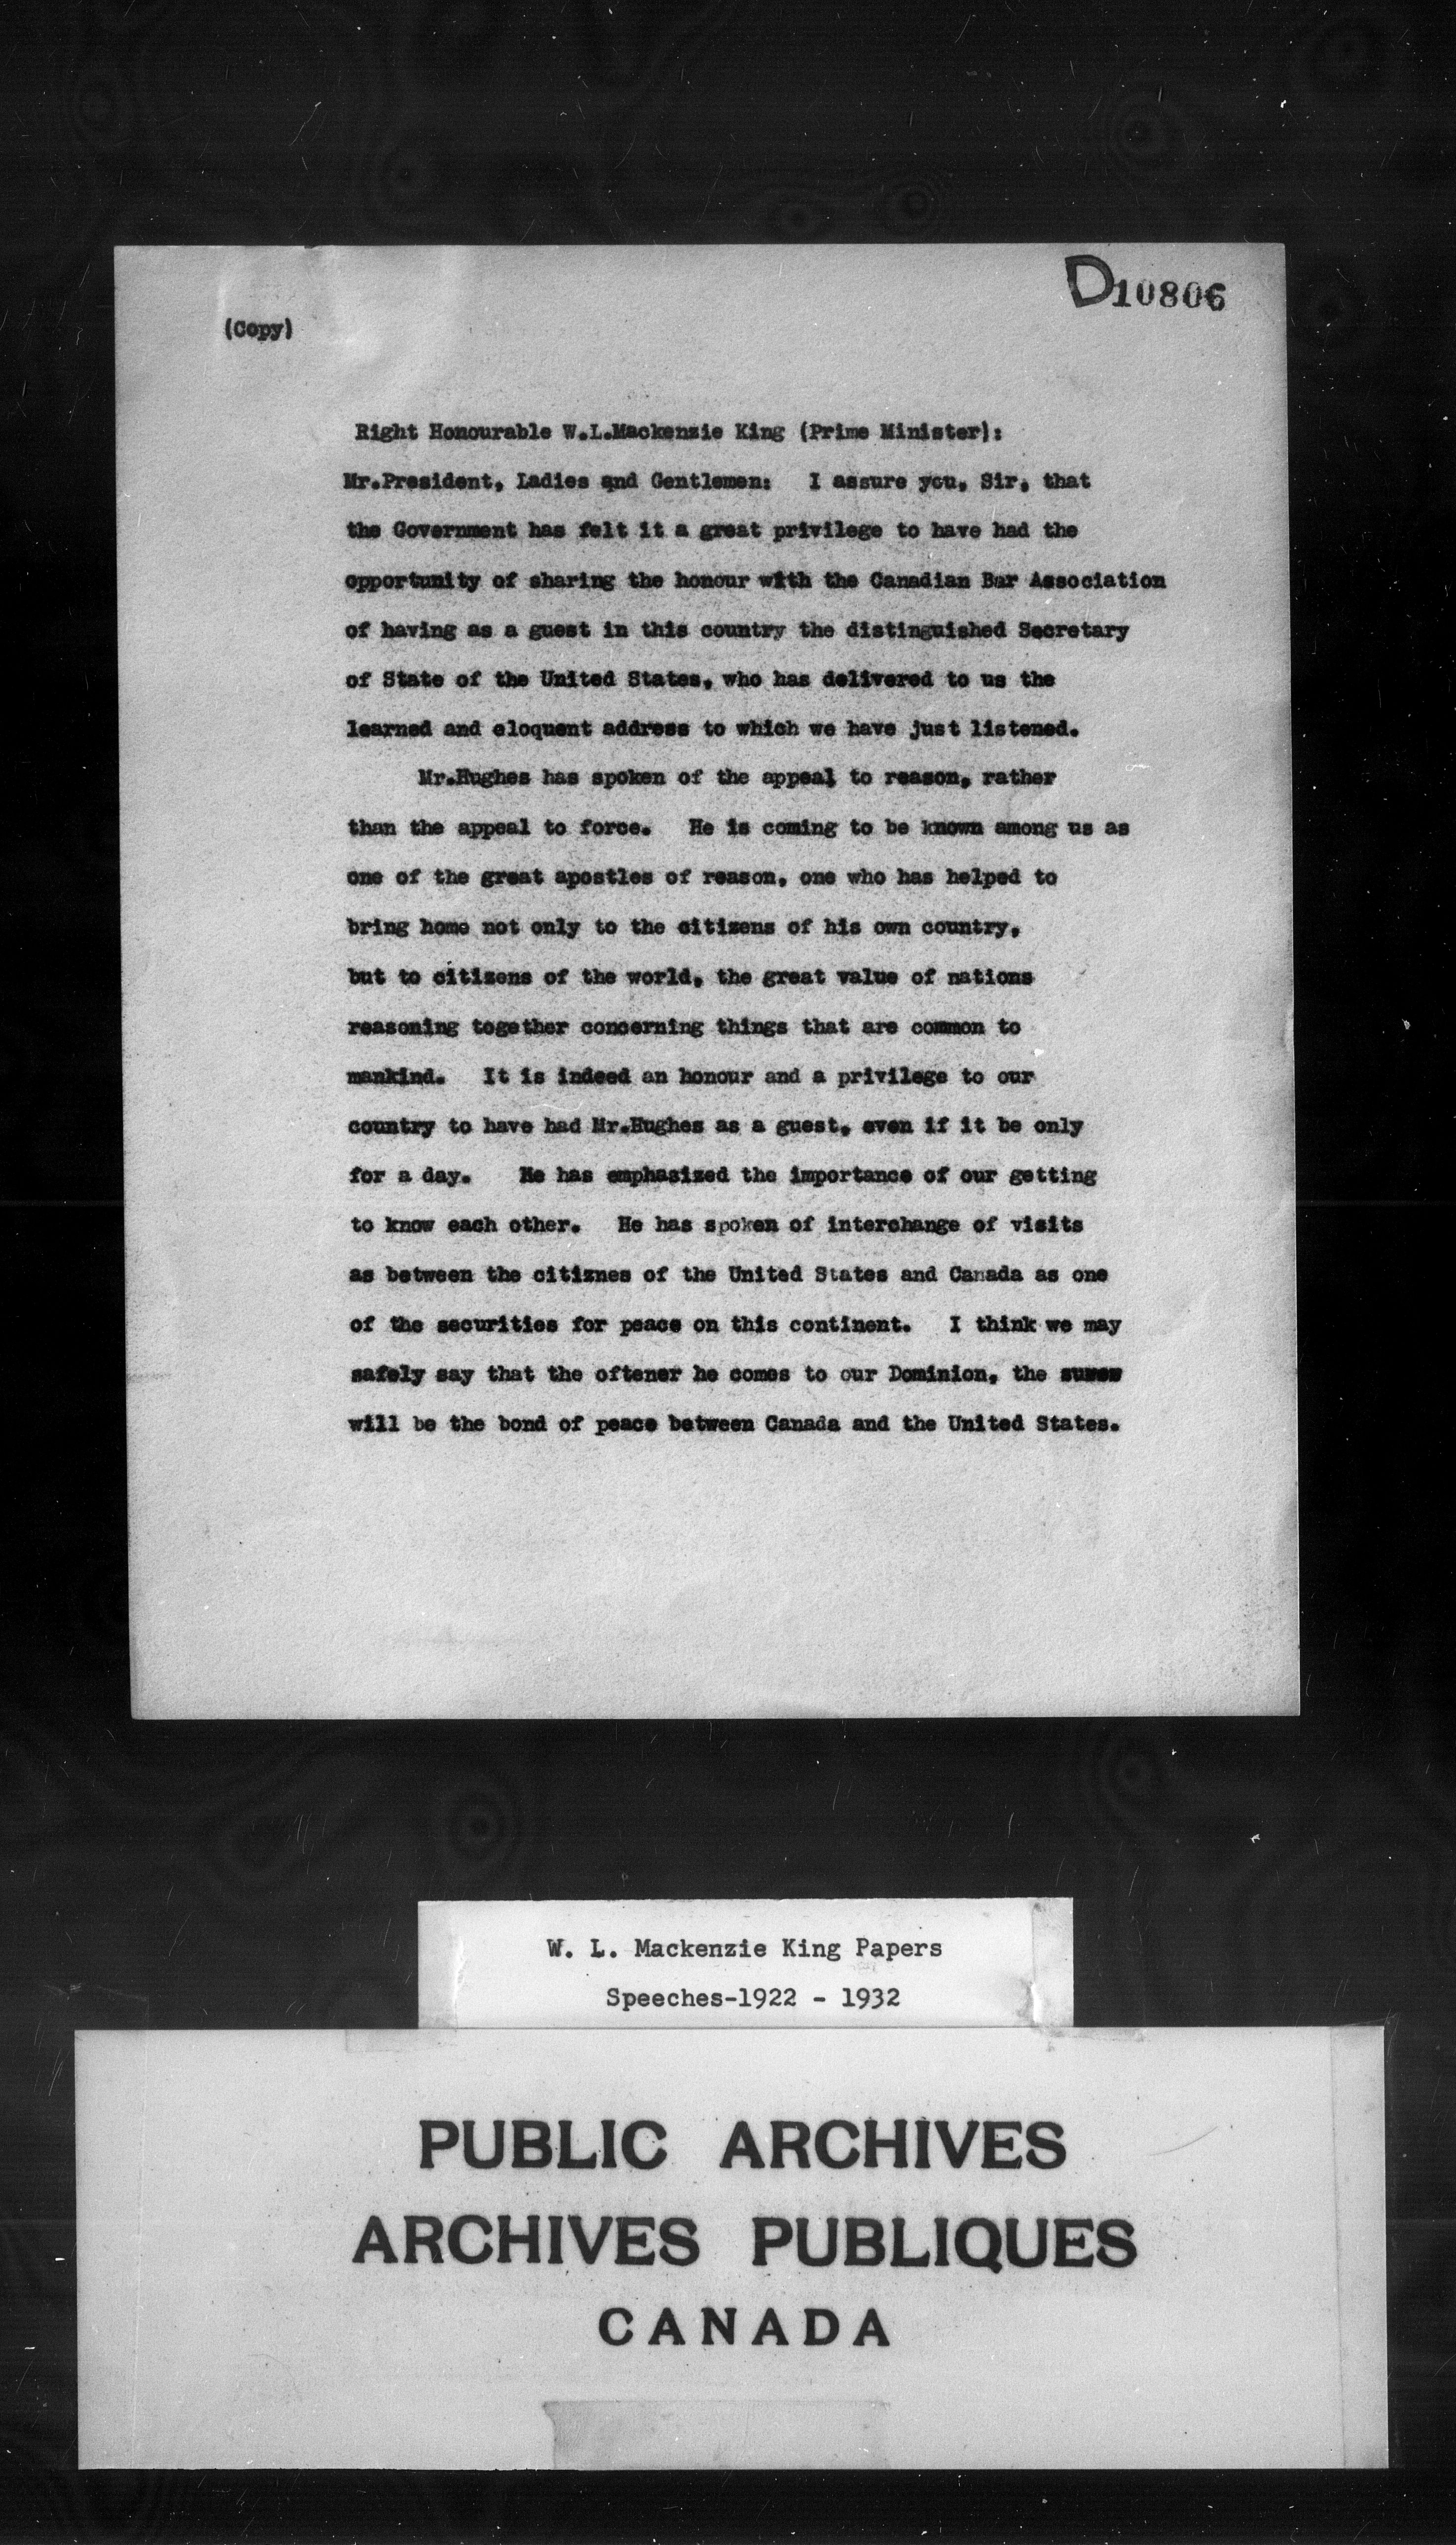 D10806
(Copy)
Right Honourable W.L.Mackenzie King (Prime Minister):
Mr.President, Ladies and Gentlemen: I assure you, Sir, that
the Government has felt it a great privilege to have had the
opportunity of sharing the honour with the Canadian Bar Association
of having as a guest in this country the distinguished Secretary
of State of the United States, who has delivered to us the
learned and eloquent address to which we have just listened.
Mr.Hughes has spoken of the appeal to reason, rather
than the appeal to force. He is coming to be known among us as
one of the great apostles of reason, one who has helped to
bring home not only to the citizens of his own country,
but to citizens of the world, the great value of nations
reasoning together concerning things that are common to
mankind. It is indeed an honour and a privilege to our
country to have had Mr.Hughes as a guest, even if it be only
for a day. He has emphasized the importance of our getting
to know each other. He has spoken of interchange of visits
as between the citiznes of the United States and Canada as one
of the securities for peace on this continent. I think we may
safely say that the oftener he comes to our Dominion, the surer
will be the bond of peace between Canada and the United States.
W. L. Mackenzie King Papers
Speeches-1922 - 1932
PUBLIC ARCHIVES
ARCHIVES PUBLIQUES
CANADA